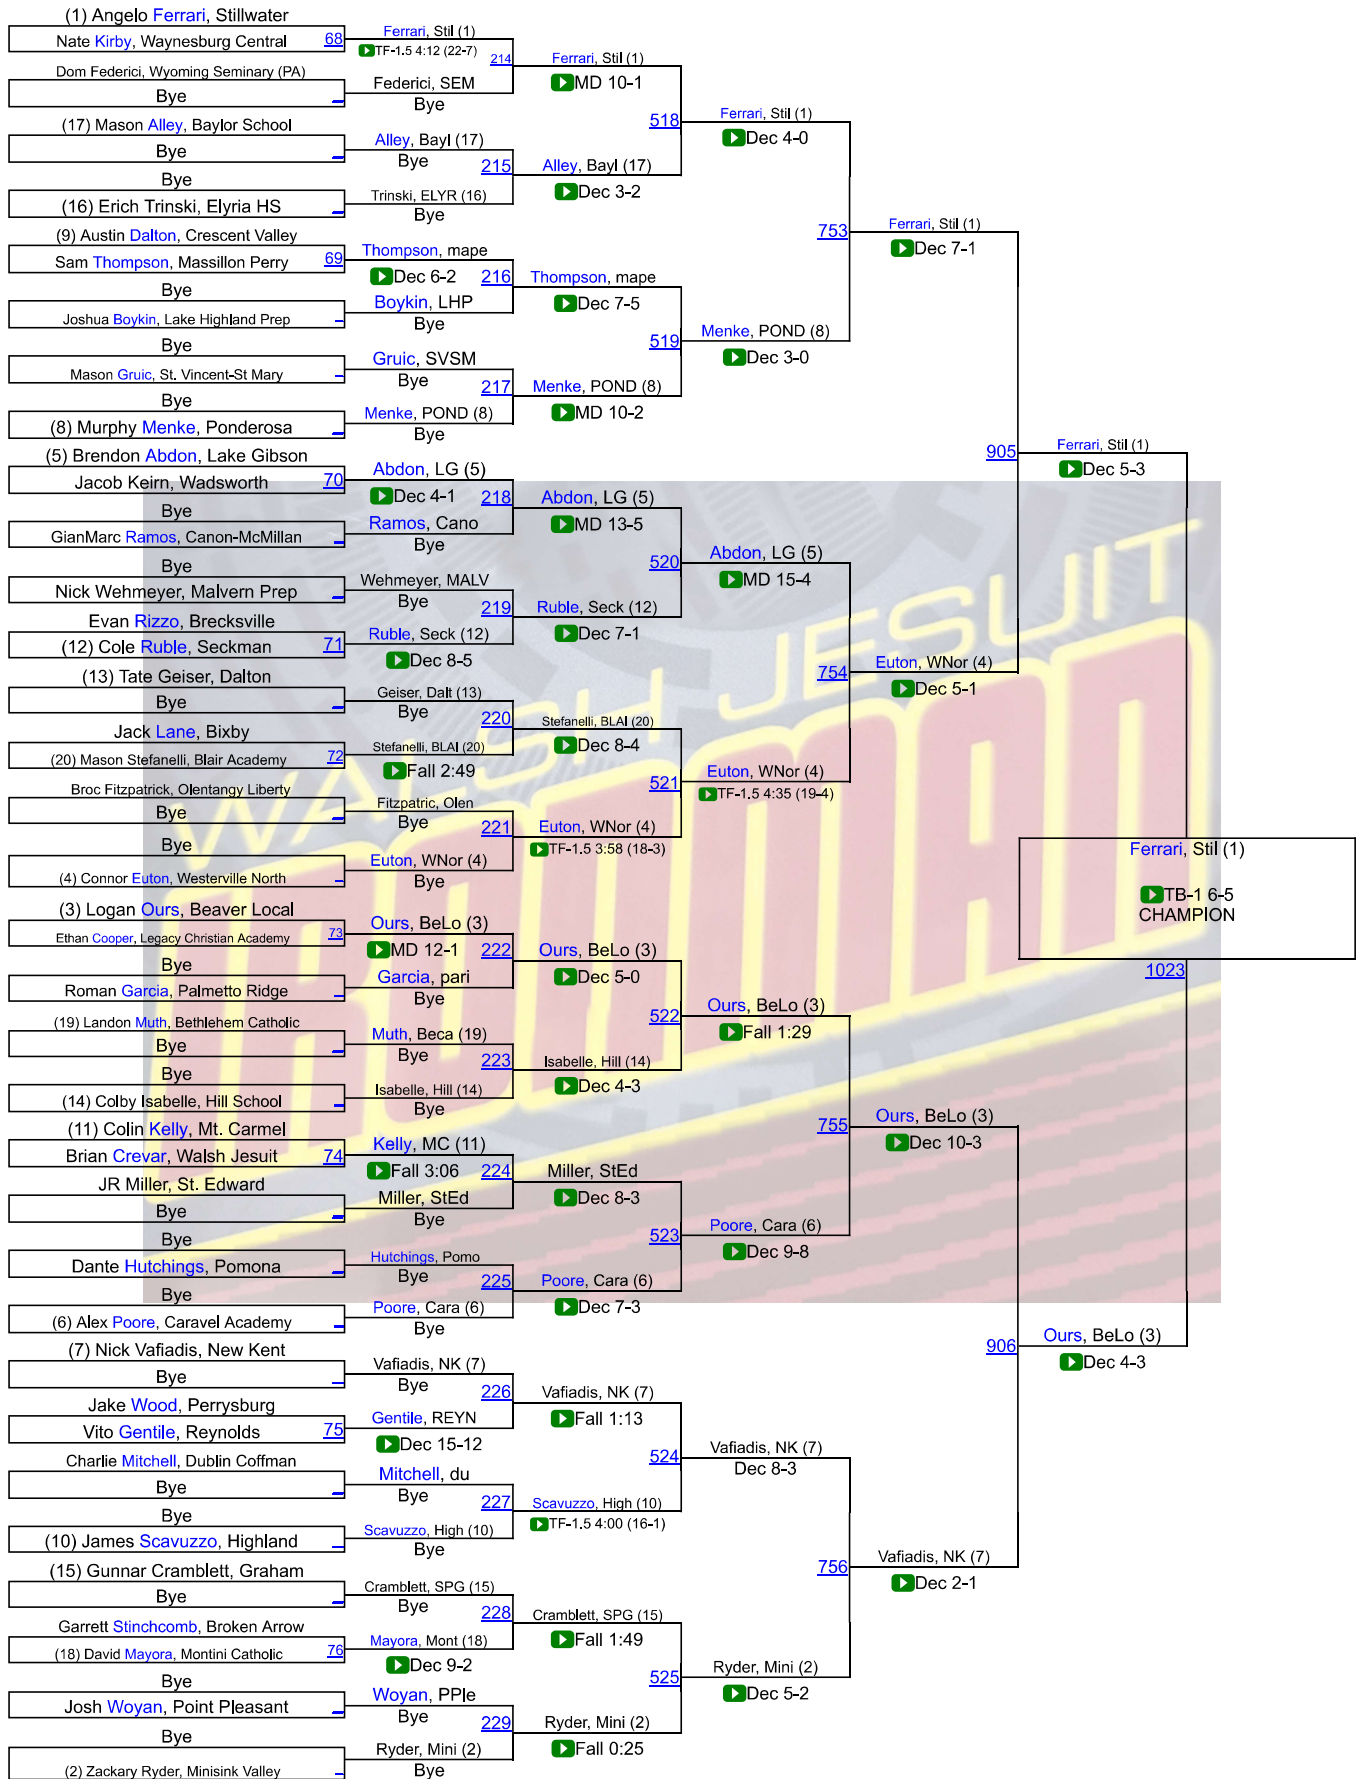 (1) Angelo Ferrari, Stillwater
Nate Kirby, Waynesburg Central 68
Dom Federici, Wyoming Seminary (PA)
Bye
(17) Mason Alley, Baylor School
Bye
Bye
(16) Erich Trinski, Elyria HS
(9) Austin Dalton, Crescent Valley
Sam Thompson, Massillon Perry 69
Bye
Joshua Boykin, Lake Highland Prep
Bye
Mason Gruic, St. Vincent-St Mary
Bye
(8) Murphy Menke, Ponderosa
(5) Brendon Abdon, Lake Gibson
Jacob Keirn, Wadsworth 70
Bye
GianMarc Ramos, Canon-McMillan
Bye
Nick Wehmeyer, Malvern Prep
Evan Rizzo, Brecksville
(12) Cole Ruble, Seckman 71
(13) Tate Geiser, Dalton
Bye
Jack Lane, Bixby
(20) Mason Stefanelli, Blair Academy 72
Broc Fitzpatrick, Olentangy Liberty
Bye
Bye
(4) Connor Euton, Westerville North
(3) Logan Ours, Beaver Local
Ethan Cooper, Legacy Christian Academy 73
Bye
Roman Garcia, Palmetto Ridge
(19) Landon Muth, Bethlehem Catholic
Bye
Bye
(14) Colby Isabelle, Hill School
(11) Colin Kelly, Mt. Carmel
Brian Crevar, Walsh Jesuit 74
JR Miller, St. Edward
Bye
Bye
Dante Hutchings, Pomona
Bye
(6) Alex Poore, Caravel Academy
(7) Nick Vafiadis, New Kent
Bye
Jake Wood, Perrysburg
Vito Gentile, Reynolds 75
Charlie Mitchell, Dublin Coffman
Bye
Bye
(10) James Scavuzzo, Highland
(15) Gunnar Cramblett, Graham
Bye
Garrett Stinchcomb, Broken Arrow
(18) David Mayora, Montini Catholic 76
Bye
Josh Woyan, Point Pleasant
Bye
(2) Zackary Ryder, Minisink Valley
Ferrari, Stil (1)
TF-1.5 4:12 (22-7)
214
Federici, SEM
Bye
Alley, Bayl (17)
Bye
215
Trinski, ELYR (16)
Bye
Thompson, mape
Dec 6-2
216
Boykin, LHP
Bye
Gruic, SVSM
Bye
217
Menke, POND (8)
Bye
Abdon, LG (5)
Dec 4-1
218
Ramos, Cano
Bye
Wehmeyer, MALV
Bye
219
Ruble, Seck (12)
Dec 8-5
Geiser, Dalt (13)
Bye
220
Stefanelli, BLAI (20)
Fall 2:49
Fitzpatric, Olen
Bye
221
Euton, WNor (4)
Bye
Ours, BeLo (3)
MD 12-1
222
Garcia, pari
Bye
Muth, Beca (19)
Bye
223
Isabelle, Hill (14)
Bye
Kelly, MC (11)
Fall 3:06
224
Miller, StEd
Bye
Hutchings, Pomo
Bye
225
Poore, Cara (6)
Bye
Vafiadis, NK (7)
Bye
226
Gentile, REYN
Dec 15-12
Mitchell, du
Bye
227
Scavuzzo, High (10)
Bye
Cramblett, SPG (15)
Bye
228
Mayora, Mont (18)
Dec 9-2
Woyan, PPle
Bye
229
Ryder, Mini (2)
Bye
Ferrari, Stil (1)
MD 10-1
518
Alley, Bayl (17)
Dec 3-2
Thompson, mape
Dec 7-5
519
Menke, POND (8)
MD 10-2
Abdon, LG (5)
MD 13-5
520
Ruble, Seck (12)
Dec 7-1
Stefanelli, BLAI (20)
Dec 8-4
521
Euton, WNor (4)
TF-1.5 3:58 (18-3)
Ours, BeLo (3)
Dec 5-0
522
Isabelle, Hill (14)
Dec 4-3
Miller, StEd
Dec 8-3
523
Poore, Cara (6)
Dec 7-3
Vafiadis, NK (7)
Fall 1:13
524
Scavuzzo, High (10)
TF-1.5 4:00 (16-1)
Cramblett, SPG (15)
Fall 1:49
525
Ryder, Mini (2)
Fall 0:25
Ferrari, Stil (1)
Dec 4-0
753
Menke, POND (8)
Dec 3-0
Abdon, LG (5)
MD 15-4
754
Euton, WNor (4)
TF-1.5 4:35 (19-4)
Ours, BeLo (3)
Fall 1:29
755
Poore, Cara (6)
Dec 9-8
Vafiadis, NK (7)
Dec 8-3
756
Ryder, Mini (2)
Dec 5-2
Ferrari, Stil (1)
Dec 7-1
905
Euton, WNor (4)
Dec 5-1
Ours, BeLo (3)
Dec 10-3
906
Vafiadis, NK (7)
Dec 2-1
Ferrari, Stil (1)
Dec 5-3
Ours, BeLo (3)
Dec 4-3
Ferrari, Stil (1)
TB-1 6-5
CHAMPION
1023
WALSH JESUIT
IRONMAN